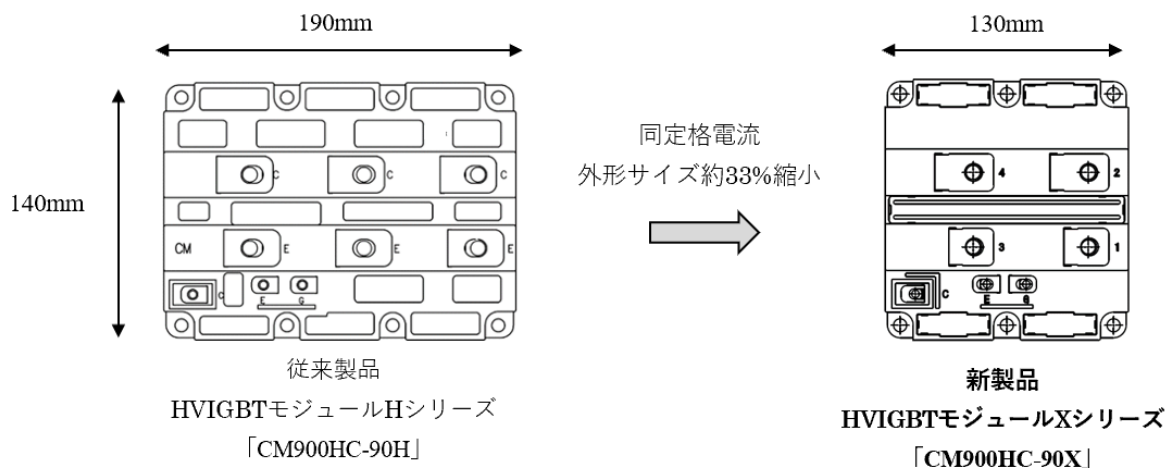 190mm
130mm
140mm
C
C
C
CM
E
E
E
C
E
G
同定格電流
外形サイズ約33%縮小
4
2
3
1
C
E
G
従来製品
HVIGBTモジュールHシリーズ
「CM900HC-90H」
新製品
HVIGBTモジュールXシリーズ
「CM900HC-90X」